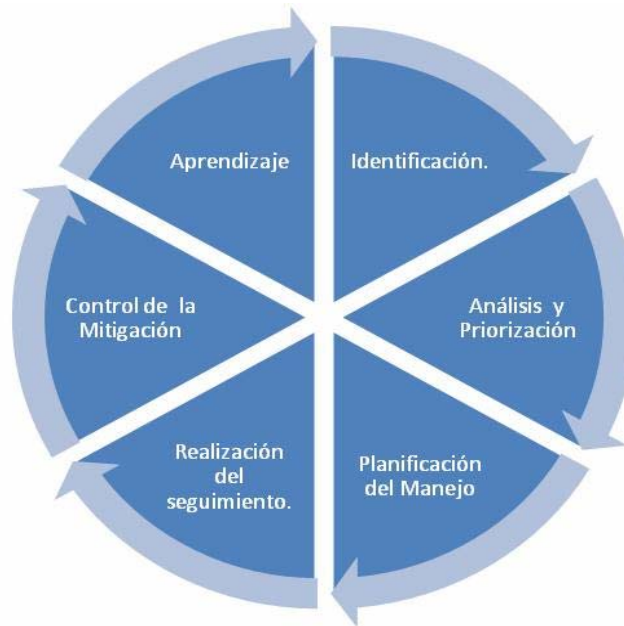 Identificación.
Análisis y
Priorización
Planificación
del Manejo
Realización
del
seguimiento.
Control de la
Mitigación
Aprendizaje